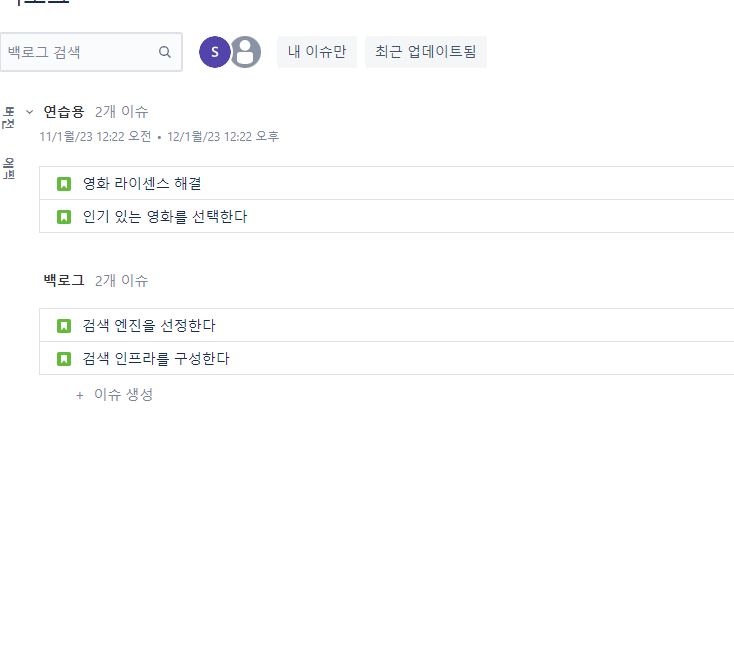 백로그 검색
S
내 이슈만
최근 업데이트됨
버전
에픽
연습용 2개 이슈
11/1월/23 12:22 오전 • 12/1월/23 12:22 오후
영화 라이센스 해결
인기 있는 영화를 선택한다
백로그 2개 이슈
검색 엔진을 선정한다
검색 인프라를 구성한다
+ 이슈 생성